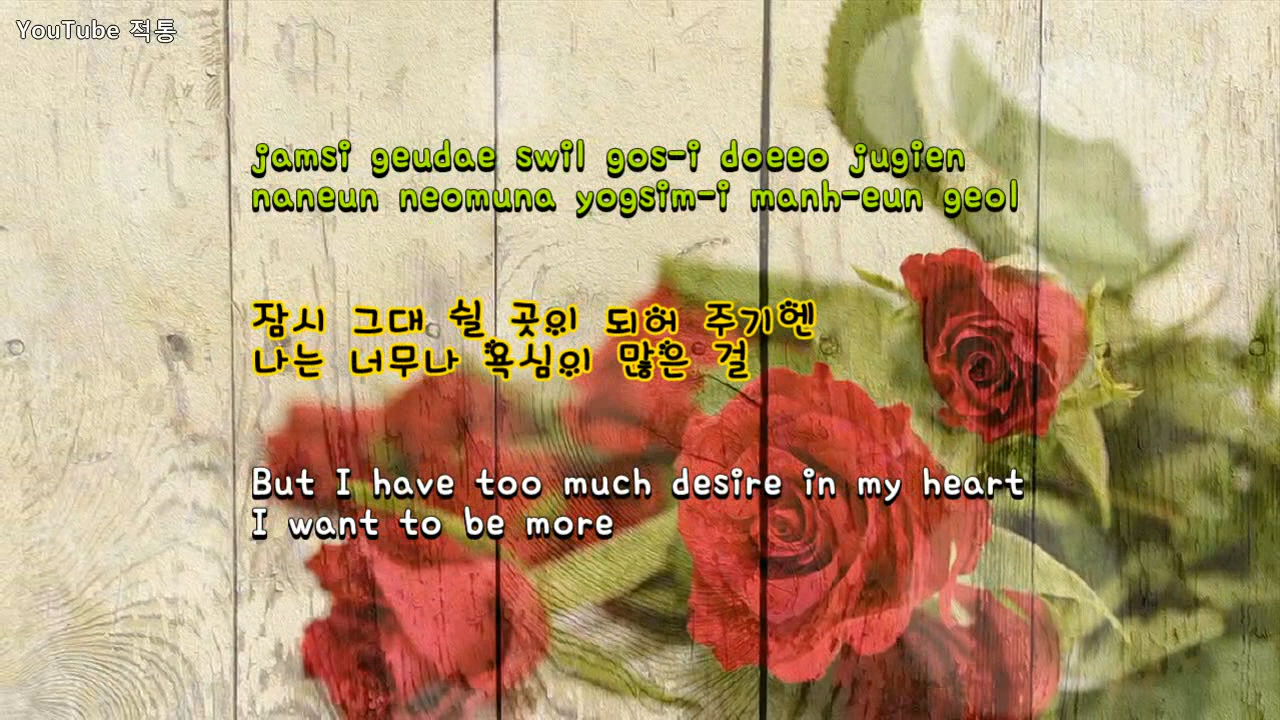 YouTube 적통
jamsi geudae swil gos-i doeeo jugien
naneun neomuna yogsim-i manh-eun geol
잠시 그대 쉴 곳이 되어 주기헨
나는 너무나 욕심이 많은 걸
But I have too much desire in my heart
I want to be more